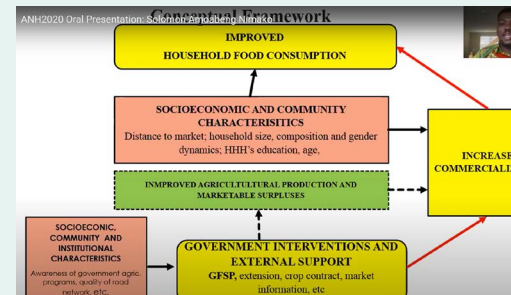 Conceptual Framework
ANH2020 Oral Presentation: Solomon Amoabeng Nimako
IMPROVED
HOUSEHOLD FOOD CONSUMPTION
SOCIOECONOMIC AND COMMUNITY
CHARACTERISITICS
Distance to market; household size, composition and gender
dynamics; HHH's education, age,
INCREASE
COMMERCIALI
INMPROVED AGRICULTULTURAL PRODUCTION AND
MARKETABLE SURPLUSES
SOCIOECONIC,
COMMUNITY AND
INSTITUTIONAL
CHARACTERISTICS
Awareness of government agric.
programs, quality of road
network, etc.
GOVERNMENT INTERVENTIONS AND
EXTERNAL SUPPORT
GFSP, extension, crop contract, market
information, etc